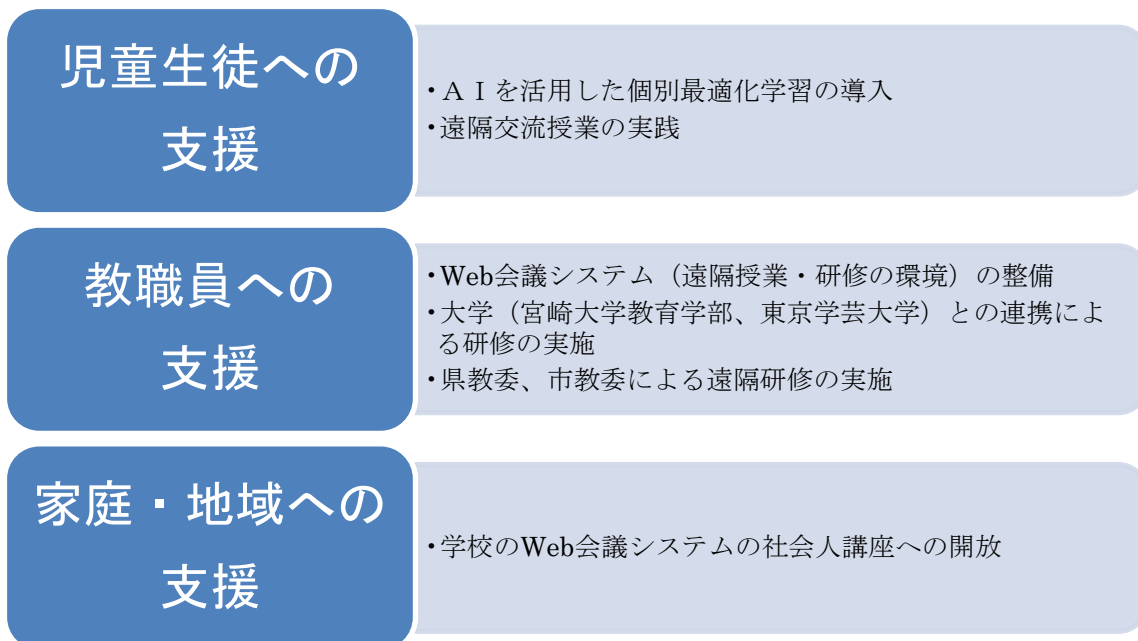 児童生徒への
支援
・ＡＩを活用した個別最適化学習の導入
・遠隔交流授業の実践
教職員への
支援
・Web会議システム（遠隔授業・研修の環境）の整備
・大学（宮崎大学教育学部、東京学芸大学）との連携によ
る研修の実施
・県教委、市教委による遠隔研修の実施
家庭・地域への
支援
・学校のWeb会議システムの社会人講座への開放